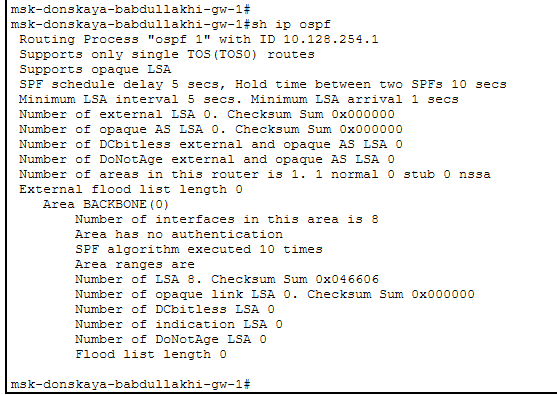 msk-donskaya-babdullakhi-gw-1#
msk-donskaya-babdullakhi-gw-1#sh ip ospf
Routing Process "ospf 1" with ID 10.128.254.1
Supports only single TOS(TOS0) routes
Supports opaque LSA
SPF schedule delay 5 secs, Hold time between two SPFs 10 secs
Minimum LSA interval 5 secs. Minimum LSA arrival 1 secs
Number of external LSA 0. Checksum Sum 0x000000
Number of opaque AS LSA 0. Checksum Sum 0x000000
Number of DCbitless external and opaque AS LSA 0
Number of DoNotAge external and opaque AS LSA 0
Number of areas in this router is 1. 1 normal 0 stub 0 nssa
External flood list length 0
Area BACKBONE(0)
Number of interfaces in this area is 8
Area has no authentication
SPF algorithm executed 10 times
Area ranges are
Number of LSA 8. Checksum Sum 0x046606
Number of opaque link LSA 0. Checksum Sum 0x000000
Number of DCbitless LSA 0
Number of indication LSA 0
Number of DoNotAge LSA 0
Flood list length 0
msk-donskaya-babdullakhi-gw-1#